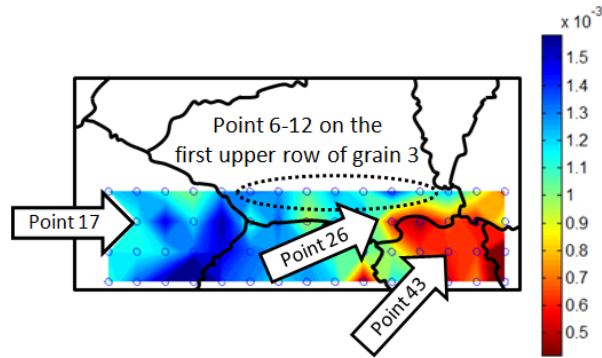 x 10⁻³
1.5
1.4
1.3
1.2
1.1
1
0.9
0.8
0.7
0.6
0.5
Point 6-12 on the
first upper row of grain 3
Point 17
Point 26
Point 43